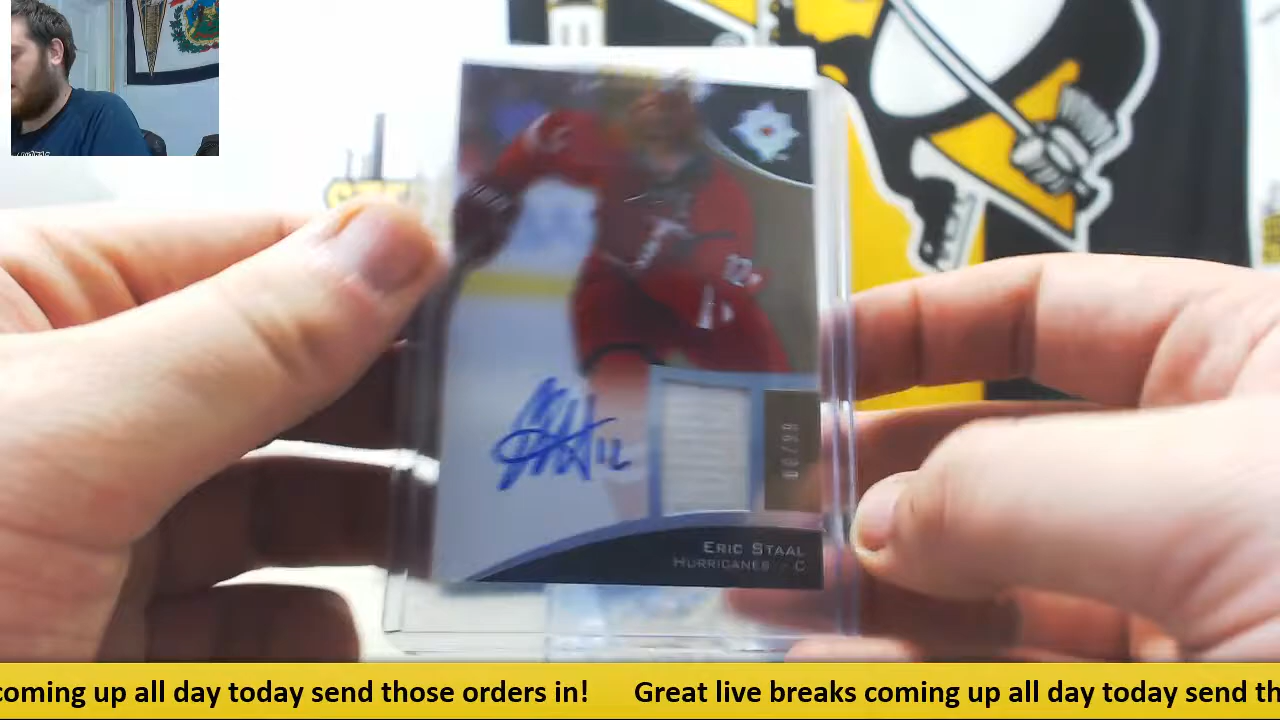 12
ERIC STAAL
HURRICANES - C
coming up all day today send those orders in! Great live breaks coming up all day today send th